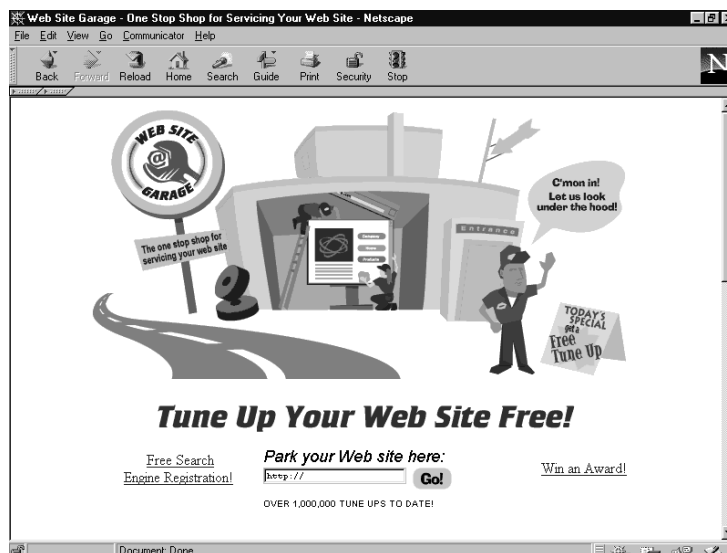 Web Site Garage - One Stop Shop for Servicing Your Web Site - Netscape
File Edit View Go Communicator Help
Back Forward Reload Home Search Guide Print Security Stop
N
WEB SITE
@
GARAGE
The one stop shop for
servicing your web site
C'mon in!
Let us look
under the hood!
Entrance
Products
TODAY'S
SPECIAL
get a
Free
Tune Up
Tune Up Your Web Site Free!
Free Search
Engine Registration!
Park your Web site here:
http://
Go!
Win an Award!
OVER 1,000,000 TUNE UPS TO DATE!
Document: Done